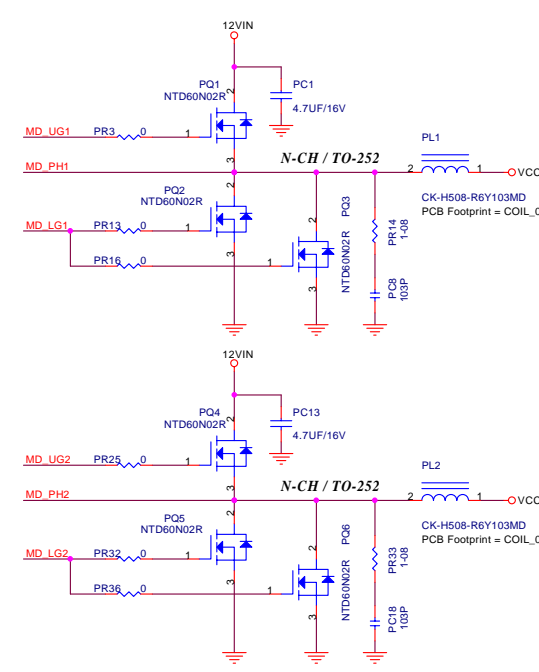 12VIN
PQ1
NTD60N02R
PC1
4.7UF/16V
2
MD_UG1 PR3 0 1
3
N-CH / TO-252
PL1
MD_PH1
2 1 VCC
PQ2
NTD60N02R
2
CK-H508-R6Y103MD
PCB Footprint = COIL_0
MD_LG1 PR13 0 1
3
PR16 0 1
2
3
PQ3
NTD60N02R
PR14
1-08
PC8
103P
12VIN
PQ4
NTD60N02R
PC13
4.7UF/16V
2
MD_UG2 PR25 0 1
3
N-CH / TO-252
PL2
MD_PH2
2 1 VCC
PQ5
NTD60N02R
2
CK-H508-R6Y103MD
PCB Footprint = COIL_0
MD_LG2 PR32 0 1
3
PR36 0 1
2
3
PQ6
NTD60N02R
PR33
1-08
PC18
103P